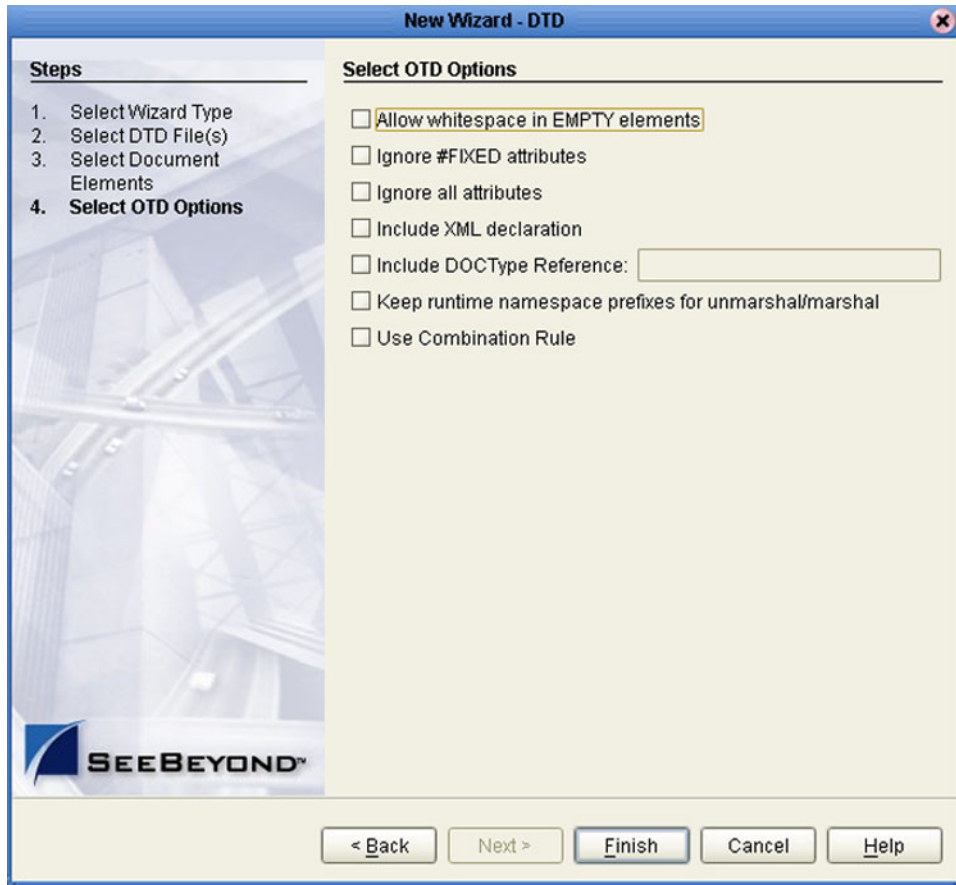 New Wizard - DTD
Steps
1. Select Wizard Type
2. Select DTD File(s)
3. Select Document
Elements
4. Select OTD Options
Select OTD Options
Allow whitespace in EMPTY elements
Ignore #FIXED attributes
Ignore all attributes
Include XML declaration
Include DOCType Reference:
Keep runtime namespace prefixes for unmarshal/marshal
Use Combination Rule
SEEBEYOND™
< Back Next > Finish Cancel Help